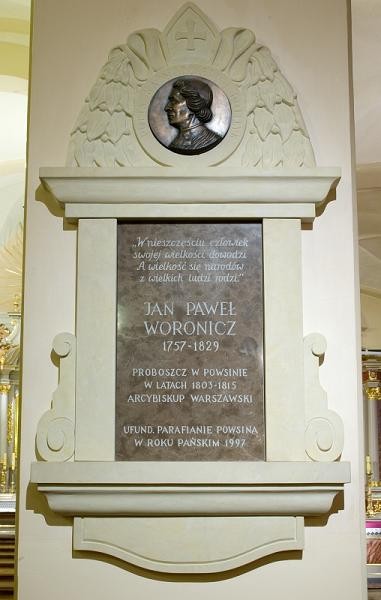 „W nieszczęściu człowiek
swojej wielkości dowodzi
A wielkość się narodów
z wielkich ludzi rodzi."
JAN PAWEŁ
WORONICZ
1757-1829
PROBOSZCZ W POWSINIE
W LATACH 1803-1815
ARCYBISKUP WARSZAWSKI
UFUND. PARAFIANIE POWSINA
W ROKU PAŃSKIM 1997